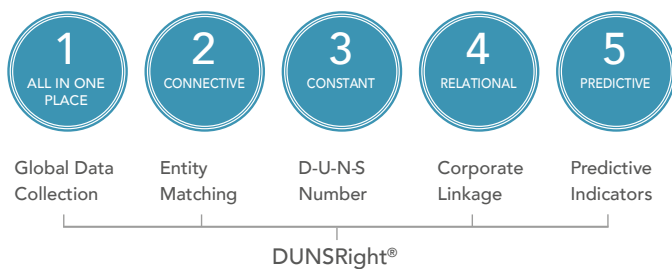 1
ALL IN ONE
PLACE
2
CONNECTIVE
3
CONSTANT
4
RELATIONAL
5
PREDICTIVE
Global Data
Collection
Entity
Matching
D-U-N-S
Number
Corporate
Linkage
Predictive
Indicators
DUNSRight®